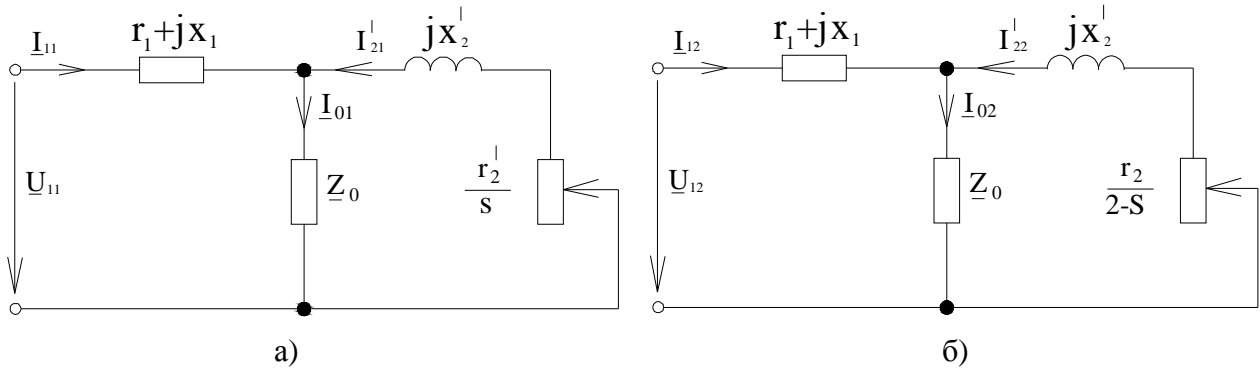 I₁₁
r₁+jx₁
I'₂₁
jx'₂
I₀₁
U₁₁
Z₀
r'₂
s
а)
I₁₂
r₁+jx₁
I'₂₂
jx'₂
I₀₂
U₁₂
Z₀
r₂
2-S
б)